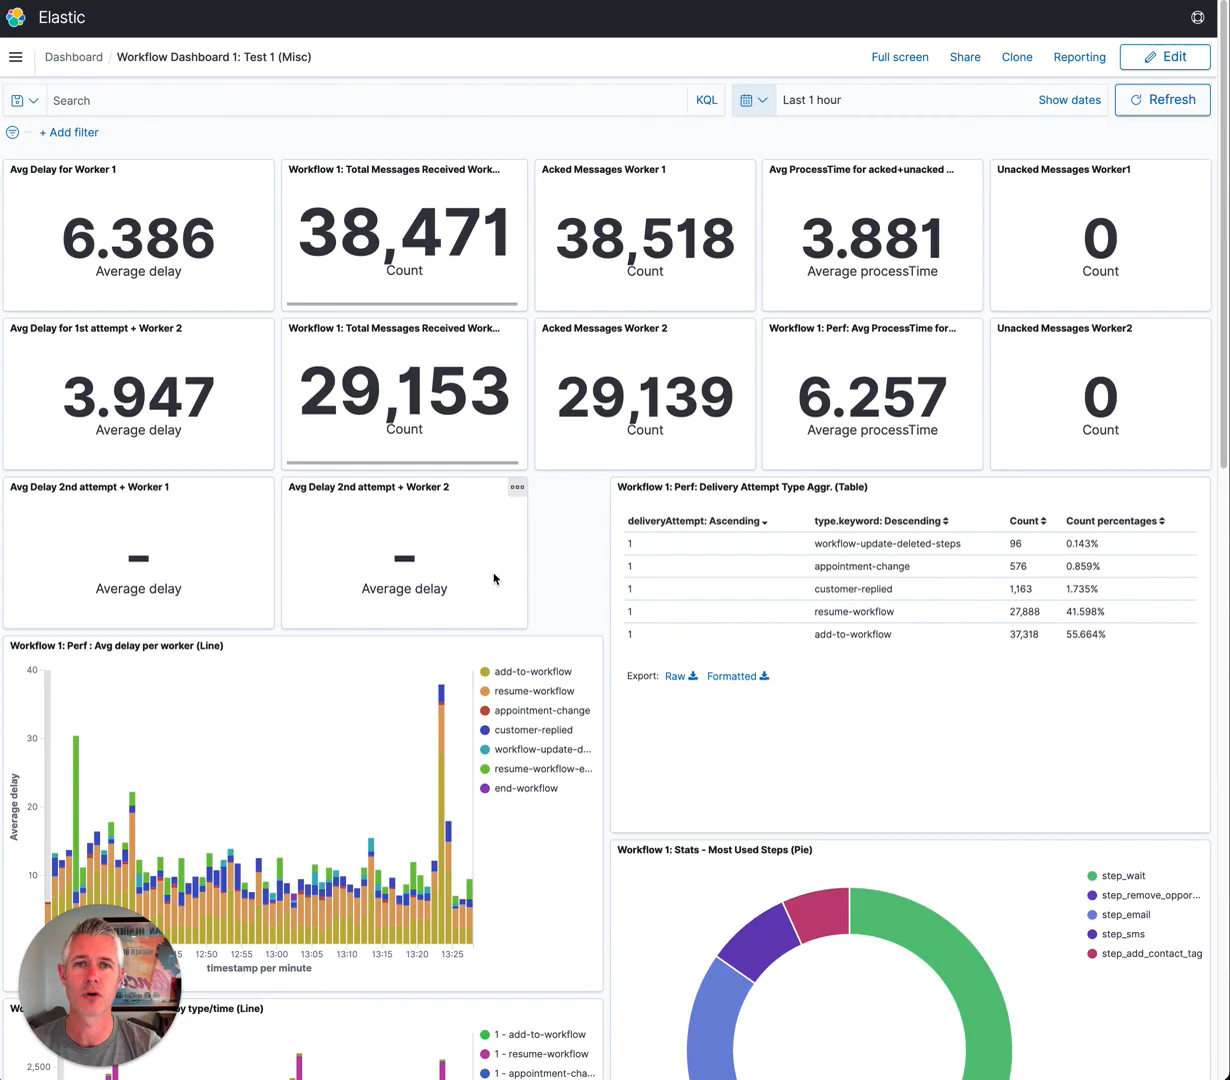 Elastic
Dashboard / Workflow Dashboard 1: Test 1 (Misc)
Full screen Share Clone Reporting Edit
Search KQL Last 1 hour Show dates Refresh
+ Add filter
Avg Delay for Worker 1
6.386
Average delay
Workflow 1: Total Messages Received Work...
38,471
Count
Acked Messages Worker 1
38,518
Count
Avg ProcessTime for acked+unacked ...
3.881
Average processTime
Unacked Messages Worker1
0
Count
Avg Delay for 1st attempt + Worker 2
3.947
Average delay
Workflow 1: Total Messages Received Work...
29,153
Count
Acked Messages Worker 2
29,139
Count
Workflow 1: Perf: Avg ProcessTime for...
6.257
Average processTime
Unacked Messages Worker2
0
Count
Avg Delay 2nd attempt + Worker 1
-
Average delay
Avg Delay 2nd attempt + Worker 2
-
Average delay
Workflow 1: Perf: Delivery Attempt Type Aggr. (Table)
deliveryAttempt: Ascending type.keyword: Descending Count Count percentages
1 workflow-update-deleted-steps 96 0.143%
1 appointment-change 576 0.859%
1 customer-replied 1,163 1.735%
1 resume-workflow 27,888 41.598%
1 add-to-workflow 37,318 55.664%
Export: Raw Formatted
Workflow 1: Perf : Avg delay per worker (Line)
40
30
20
10
Average delay
12:50 12:55 13:00 13:05 13:10 13:15 13:20 13:25
timestamp per minute
add-to-workflow
resume-workflow
appointment-change
customer-replied
workflow-update-d...
resume-workflow-e...
end-workflow
Workflow 1: Stats - Most Used Steps (Pie)
step_wait
step_remove_oppor...
step_email
step_sms
step_add_contact_tag
by type/time (Line)
2,500
1 - add-to-workflow
1 - resume-workflow
1 - appointment-cha...